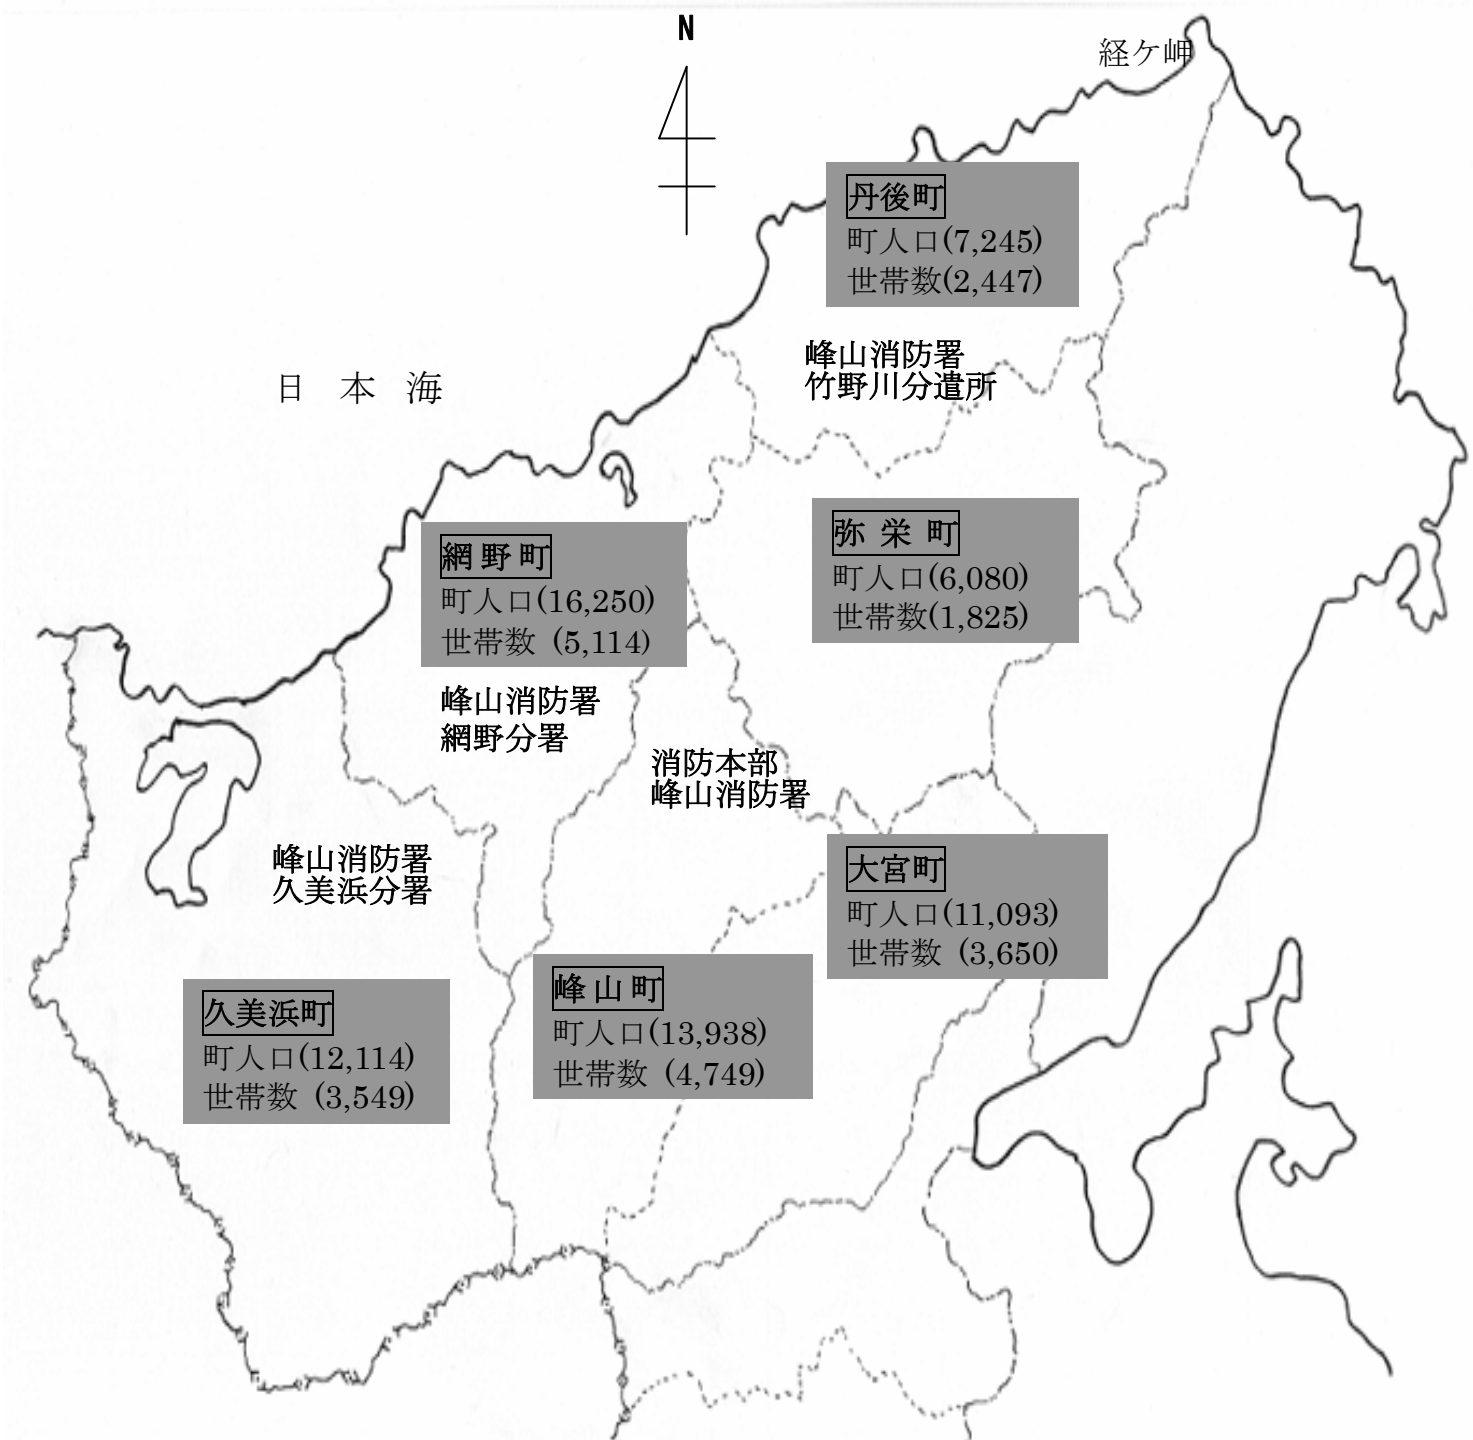 N
経ケ岬
丹後町
町人口(7,245)
世帯数(2,447)
峰山消防署
竹野川分遣所
日 本 海
弥 栄 町
町人口(6,080)
世帯数(1,825)
網 野 町
町人口(16,250)
世帯数 (5,114)
峰山消防署
網野分署
消防本部
峰山消防署
大宮町
町人口(11,093)
世帯数 (3,650)
峰山消防署
久美浜分署
峰 山 町
町人口(13,938)
世帯数 (4,749)
久美浜町
町人口(12,114)
世帯数 (3,549)